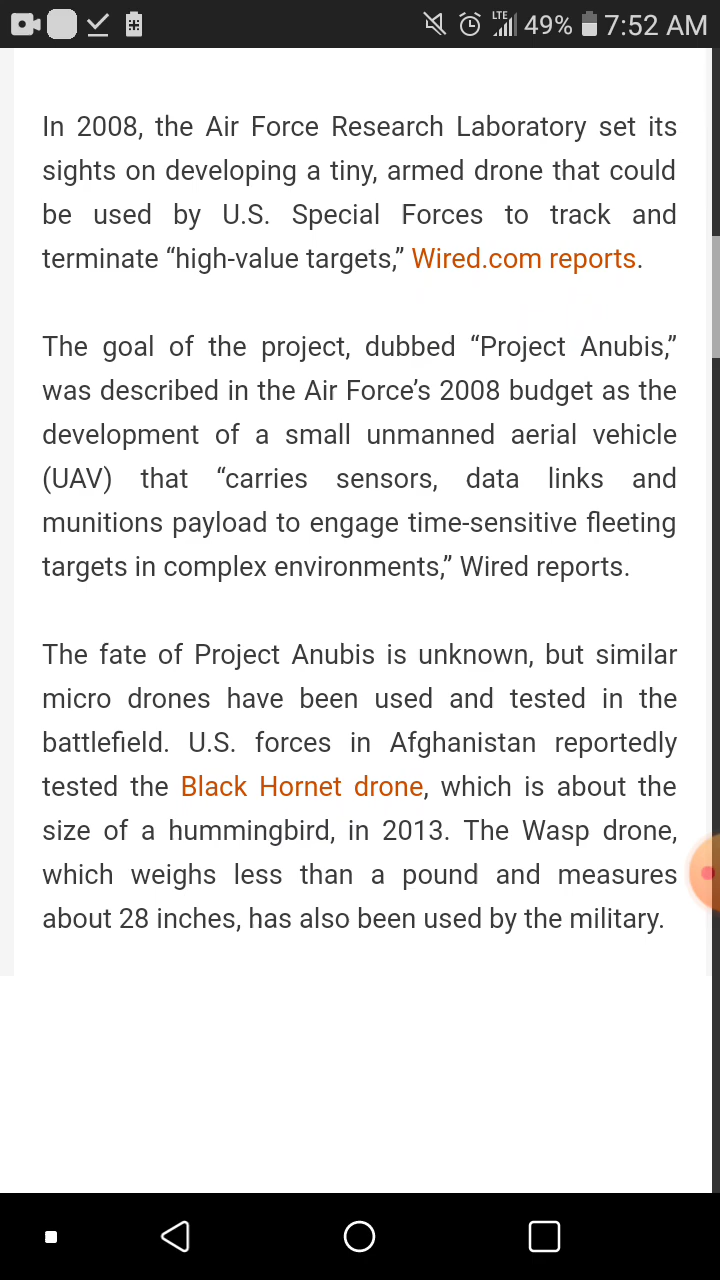 LTE 49% 7:52 AM
In 2008, the Air Force Research Laboratory set its
sights on developing a tiny, armed drone that could
be used by U.S. Special Forces to track and
terminate “high-value targets,” Wired.com reports.
The goal of the project, dubbed “Project Anubis,”
was described in the Air Force’s 2008 budget as the
development of a small unmanned aerial vehicle
(UAV) that “carries sensors, data links and
munitions payload to engage time-sensitive fleeting
targets in complex environments,” Wired reports.
The fate of Project Anubis is unknown, but similar
micro drones have been used and tested in the
battlefield. U.S. forces in Afghanistan reportedly
tested the Black Hornet drone, which is about the
size of a hummingbird, in 2013. The Wasp drone,
which weighs less than a pound and measures
about 28 inches, has also been used by the military.